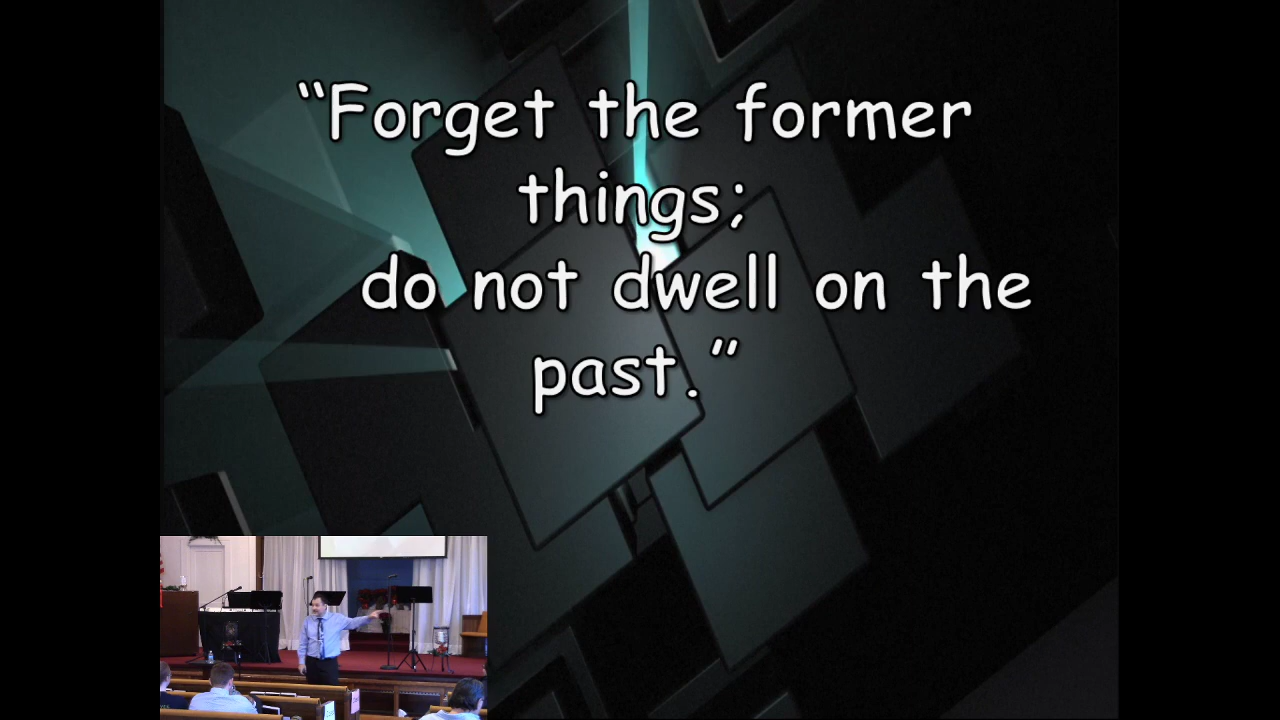 “Forget the former
things;
do not dwell on the
past.”